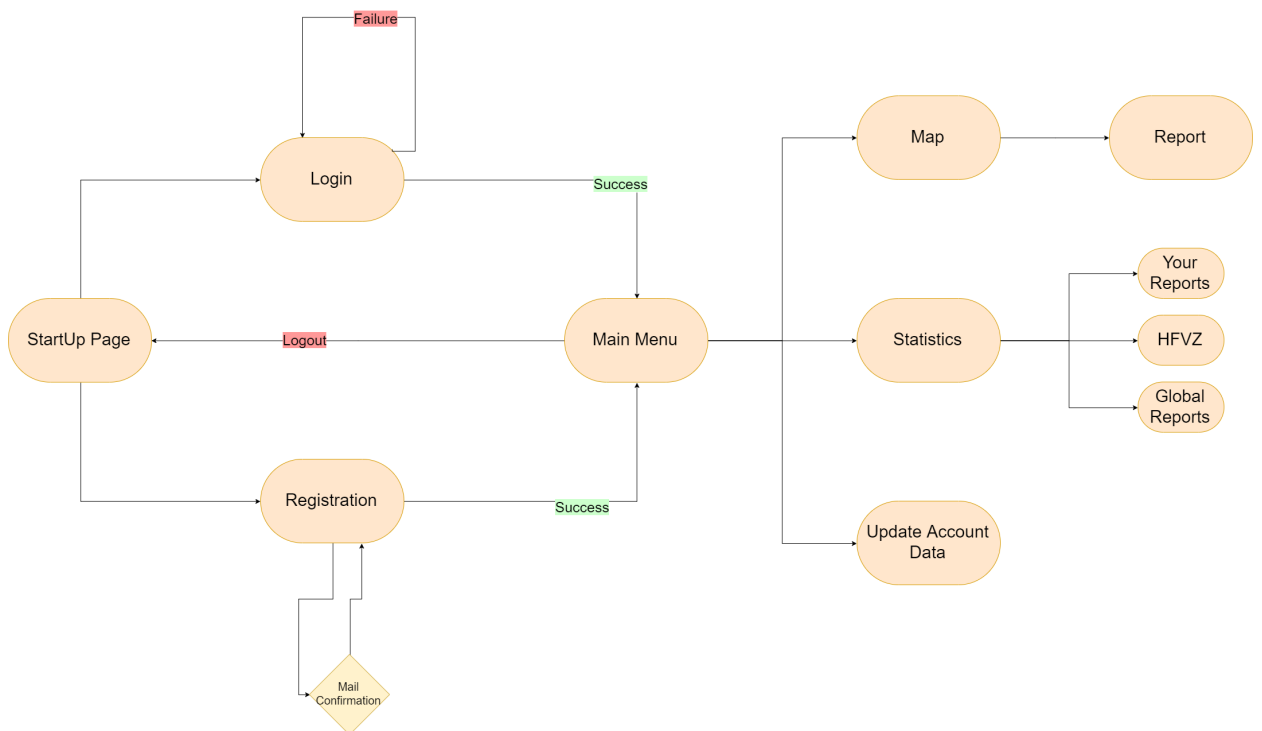 Failure
Login
Success
Map
Report
StartUp Page
Logout
Main Menu
Statistics
Your
Reports
HFVZ
Global
Reports
Registration
Success
Update Account
Data
Mail
Confirmation